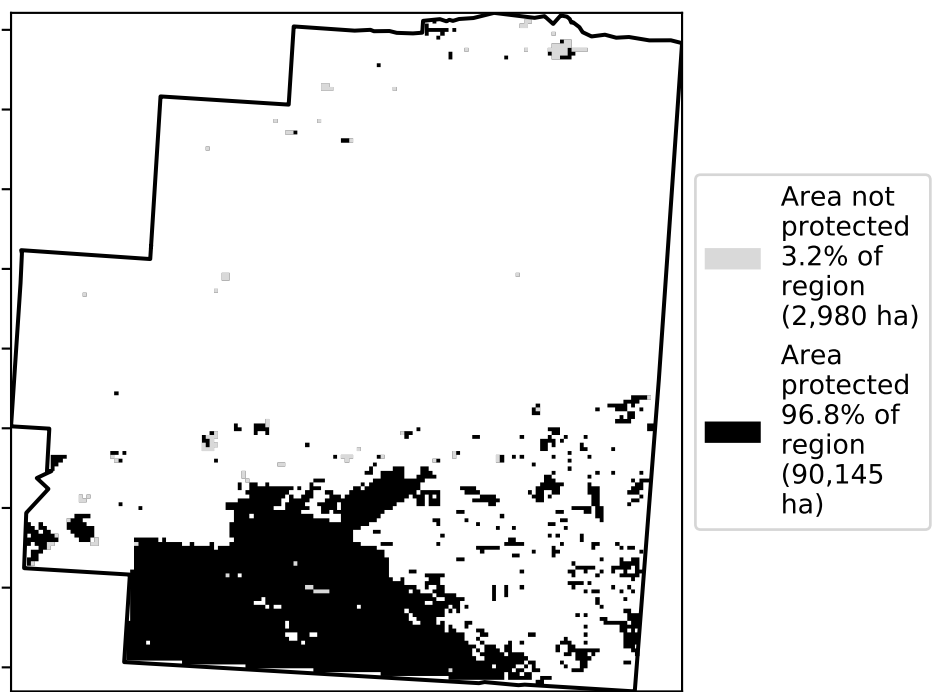 Area not
protected
3.2% of
region
(2,980 ha)
Area
protected
96.8% of
region
(90,145
ha)